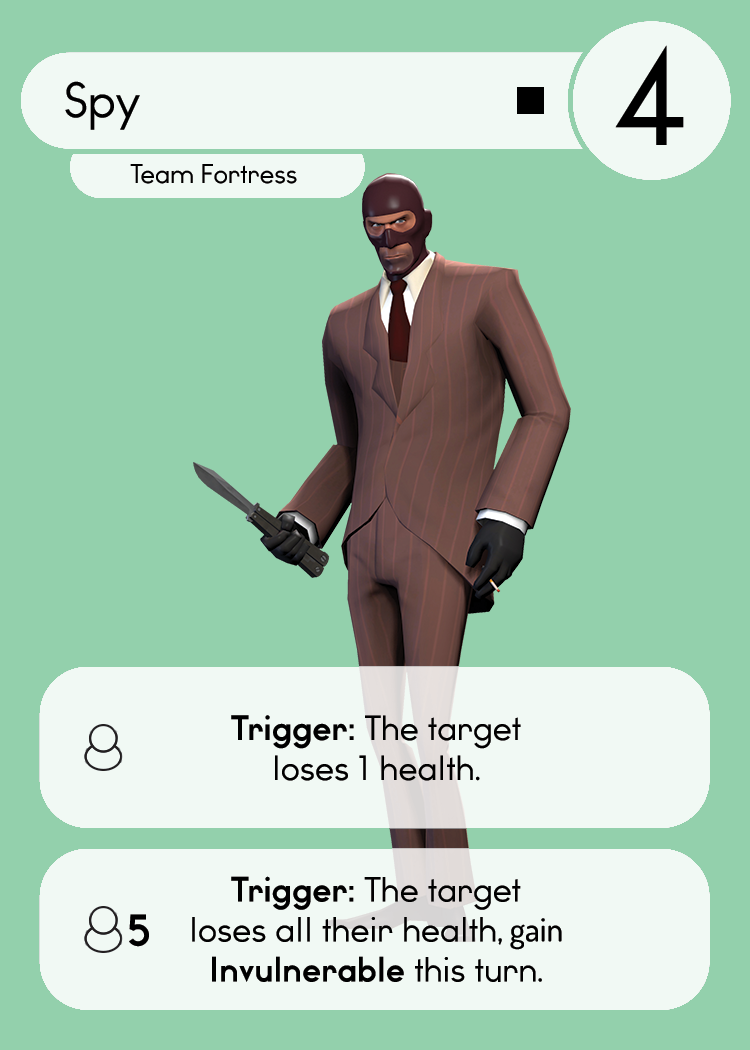 Spy
4
Team Fortress
Trigger: The target
loses 1 health.
5
Trigger: The target
loses all their health, gain
Invulnerable this turn.